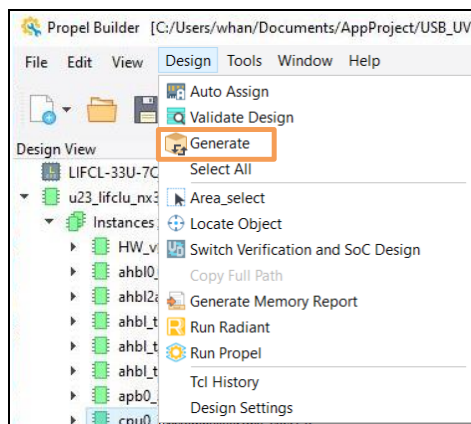 Propel Builder [C:/Users/whan/Documents/AppProject/USB_UV
File Edit View Design Tools Window Help
Auto Assign
Validate Design
Design View
Generate
LIFCL-33U-7C
Select All
u23_lifclu_nx3
Area_select
Instances
Locate Object
HW_v
Switch Verification and SoC Design
ahbl0_
Copy Full Path
ahbl2a
Generate Memory Report
ahbl_t
Run Radiant
ahbl_t
Run Propel
ahbl_t
Tcl History
apb0_
Design Settings
cpu0